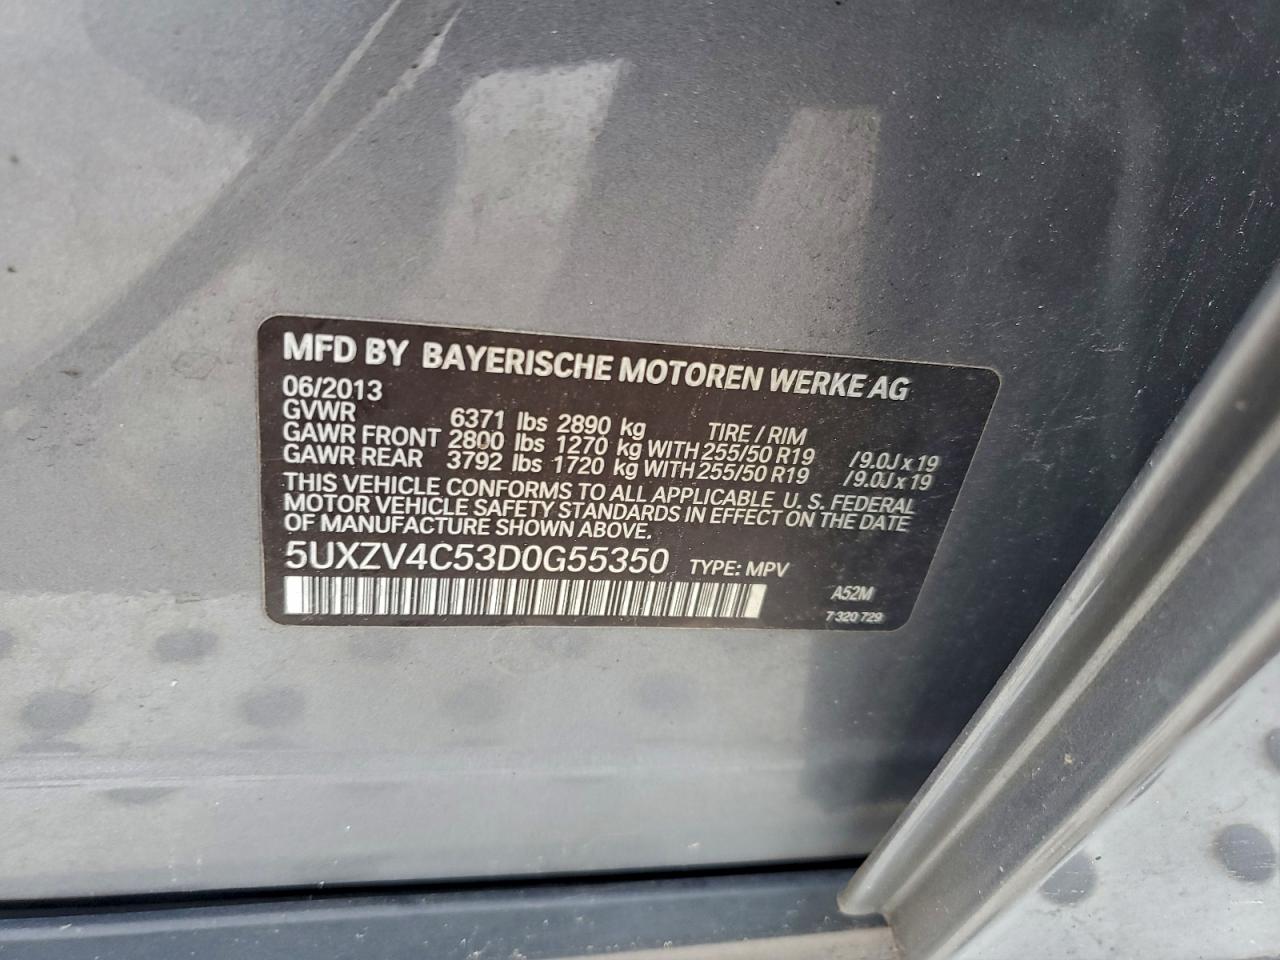 MFD BY BAYERISCHE MOTOREN WERKE AG
06/2013
GVWR 6371 lbs 2890 kg TIRE / RIM
GAWR FRONT 2800 lbs 1270 kg WITH 255/50 R19 /9.0J x 19
GAWR REAR 3792 lbs 1720 kg WITH 255/50 R19 /9.0J x 19
THIS VEHICLE CONFORMS TO ALL APPLICABLE U. S. FEDERAL
MOTOR VEHICLE SAFETY STANDARDS IN EFFECT ON THE DATE
OF MANUFACTURE SHOWN ABOVE.
5UXZV4C53D0G55350 TYPE: MPV
A52M
7 320 729